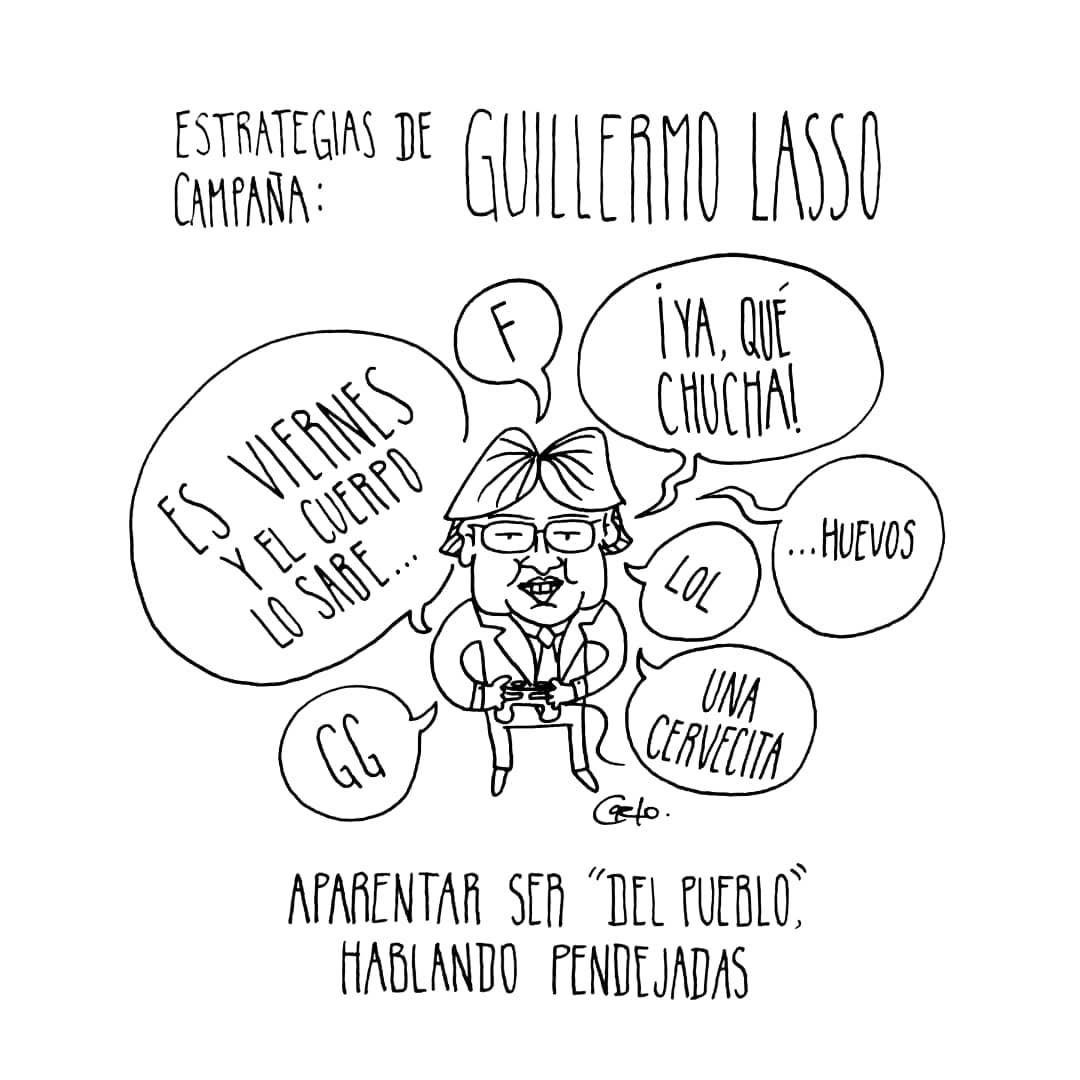 ESTRATEGIAS DE
CAMPAÑA:
GUILLERMO LASSO
F
¡YA, QUÉ
CHUCHA!
ES VIERNES
Y EL CUERPO
LO SABE...
...HUEVOS
LOL
UNA
CERVECITA
GG
APARENTAR SER "DEL PUEBLO",
HABLANDO PENDEJADAS